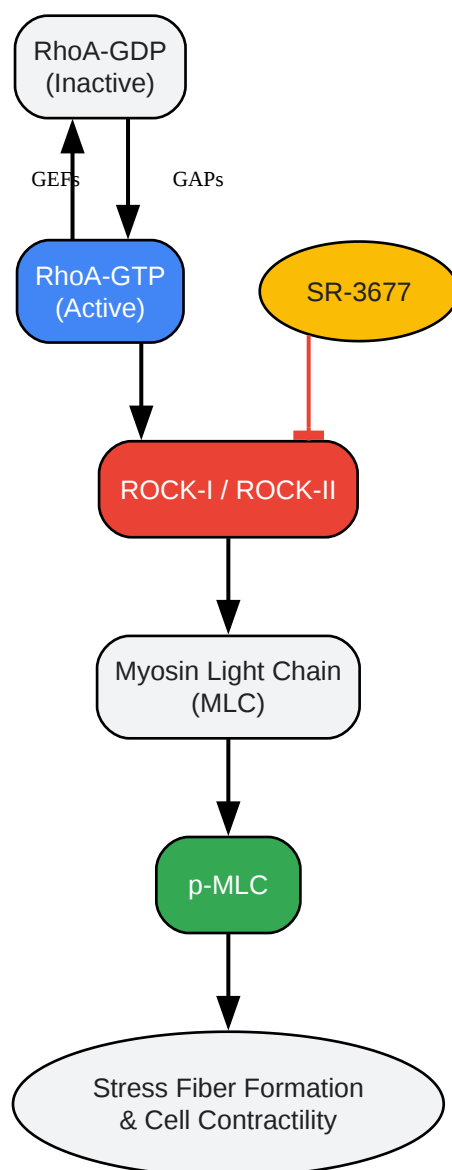 RhoA-GDP
(Inactive)
GEFs
GAPs
RhoA-GTP
(Active)
SR-3677
ROCK-I / ROCK-II
Myosin Light Chain
(MLC)
p-MLC
Stress Fiber Formation
& Cell Contractility